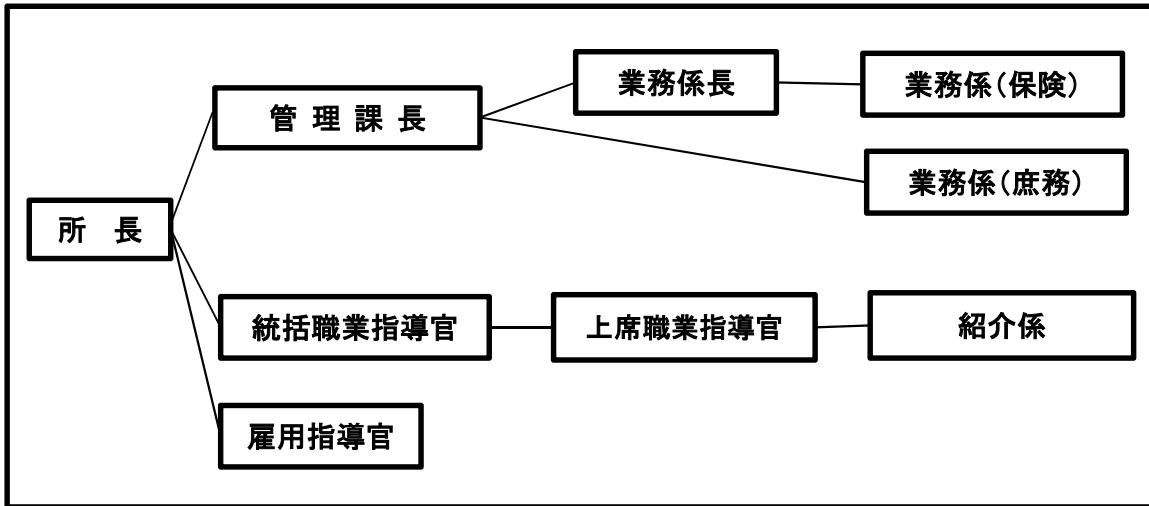 業務係長
業務係(保険)
管 理 課 長
業務係(庶務)
所　長
統括職業指導官
上席職業指導官
紹介係
雇用指導官